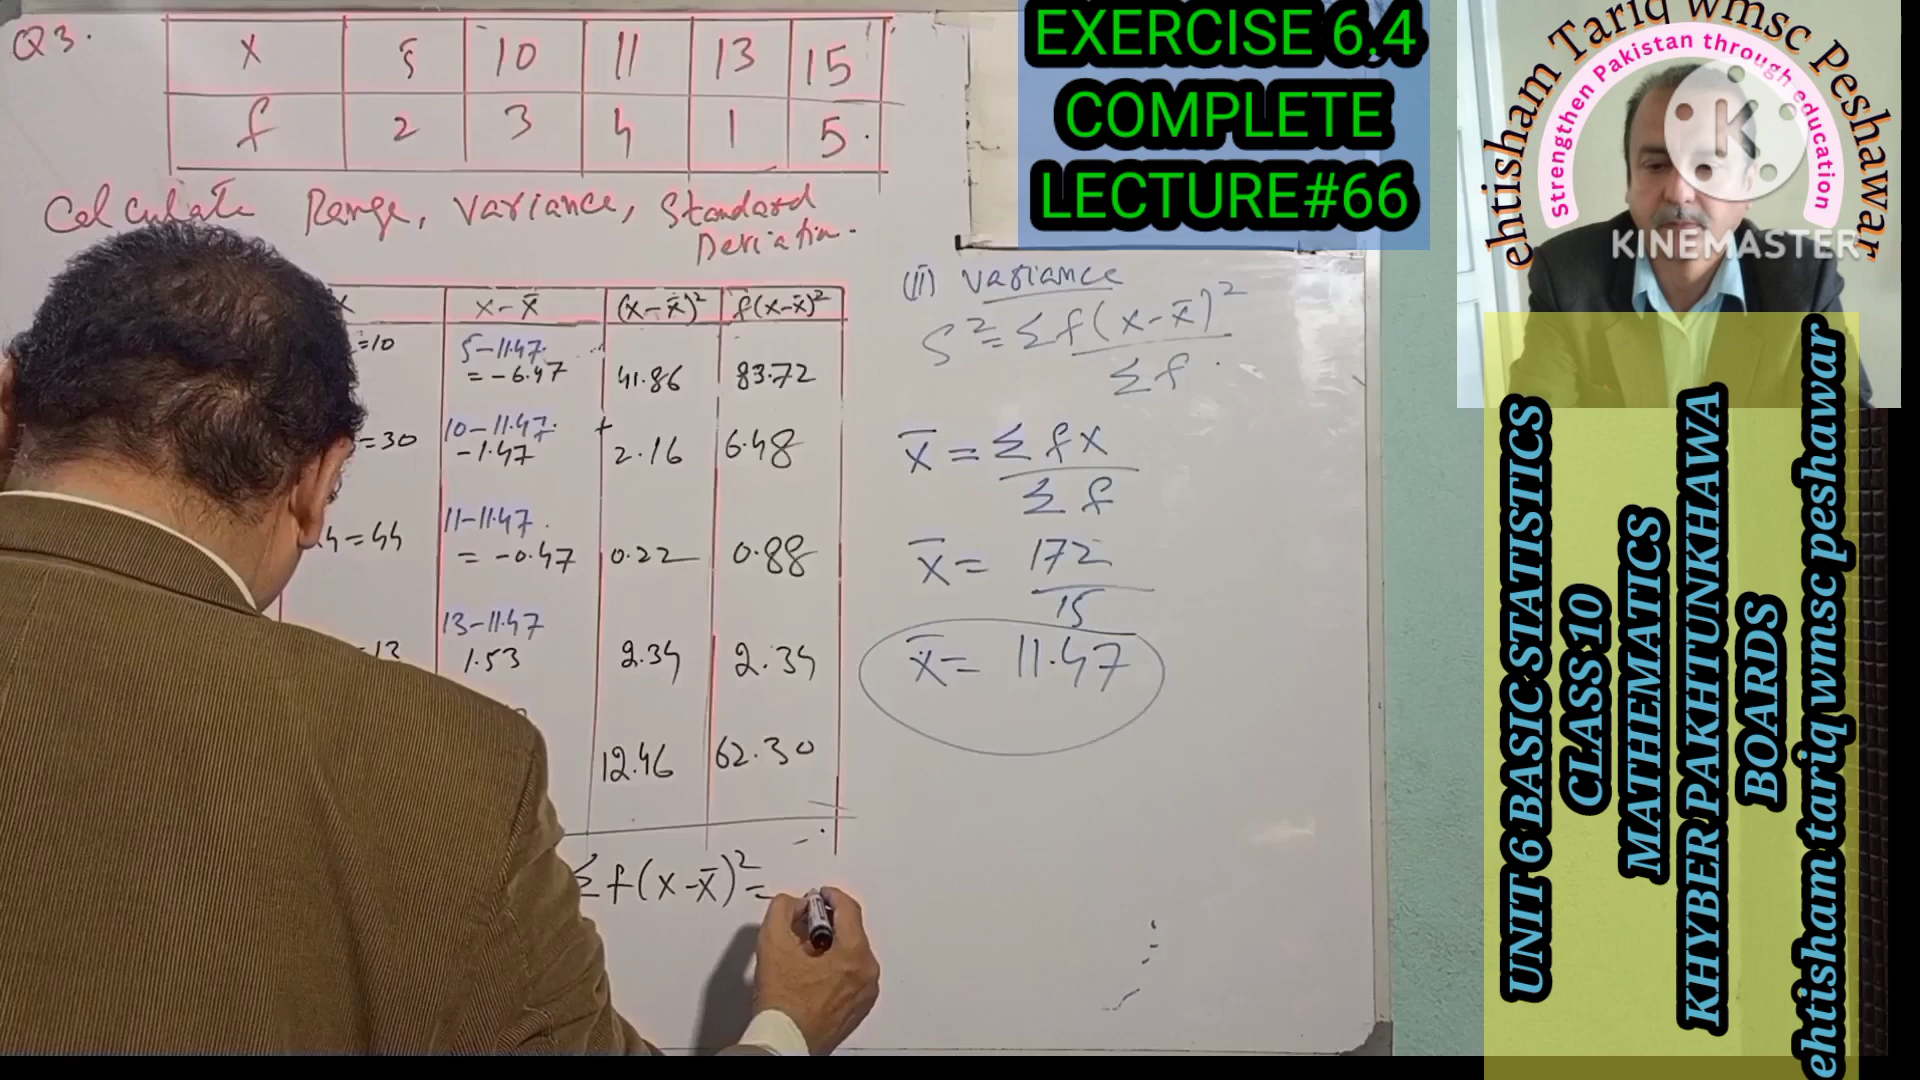 Q3.
x 5 10 11 13 15
f 2 3 4 1 5.
Calculate Range, Variance, Standard
Deviation.
x x-x̄ (x-x̄)² f(x-x̄)²
=10 5-11.47.
= -6.47 41.86 83.72
=30 10-11.47.
-1.47 2.16 6.48
4=44 11-11.47.
= -0.47 0.22 0.88
=13 13-11.47
1.53 2.34 2.34
12.46 62.30
Σf(x-x̄)²=
(ii) Variance
S²=Σf(x-x̄)²
Σf.
x̄ = Σfx
Σf
x̄ = 172
15
x̄ = 11.47
EXERCISE 6.4
COMPLETE
LECTURE#66
ehtisham Tariq wmsc Peshawar
Strengthen Pakistan through education
K
KINEMASTER
UNIT 6 BASIC STATISTICS
CLASS 10
MATHEMATICS
KHYBER PAKHTUNKHAWA
BOARDS
ehtisham tariq wmsc peshawar